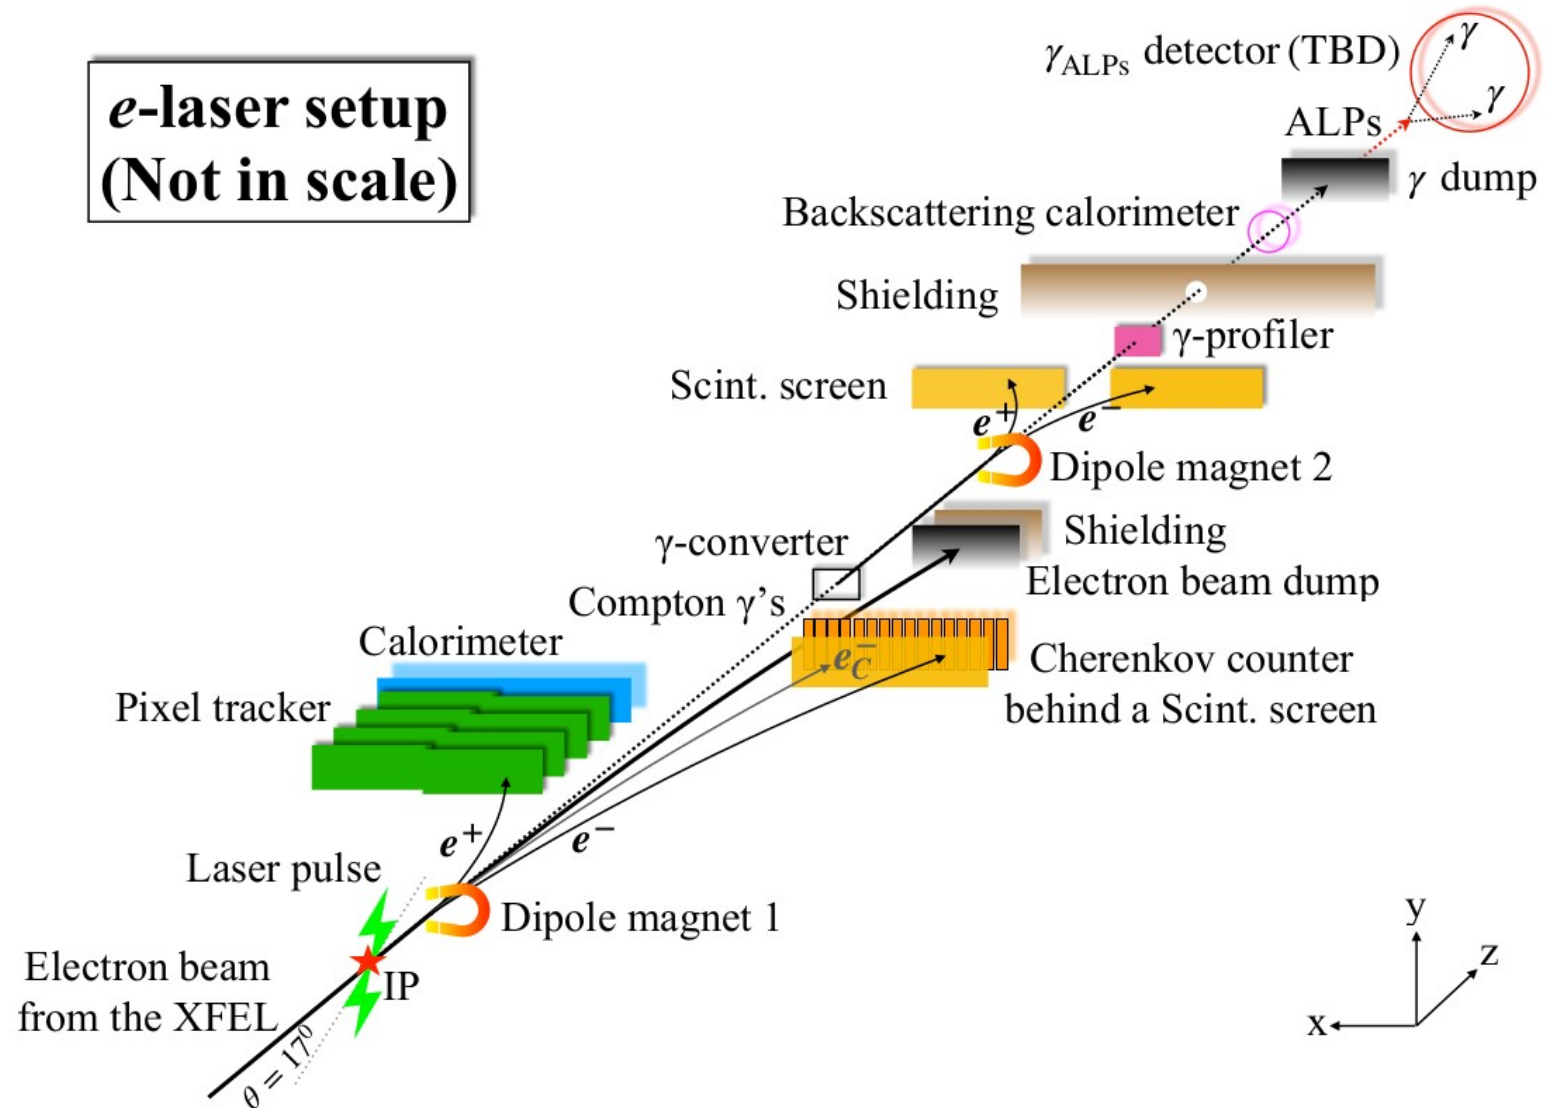 e-laser setup
(Not in scale)
γALPs detector (TBD)
γ
γ
ALPs
γ dump
Backscattering calorimeter
Shielding
γ-profiler
Scint. screen
e+
e−
Dipole magnet 2
γ-converter
Shielding
Electron beam dump
Compton γ’s
Calorimeter
eC−
Cherenkov counter
behind a Scint. screen
Pixel tracker
e+
e−
Laser pulse
Dipole magnet 1
Electron beam
from the XFEL
IP
θ = 17⁰
y
z
x